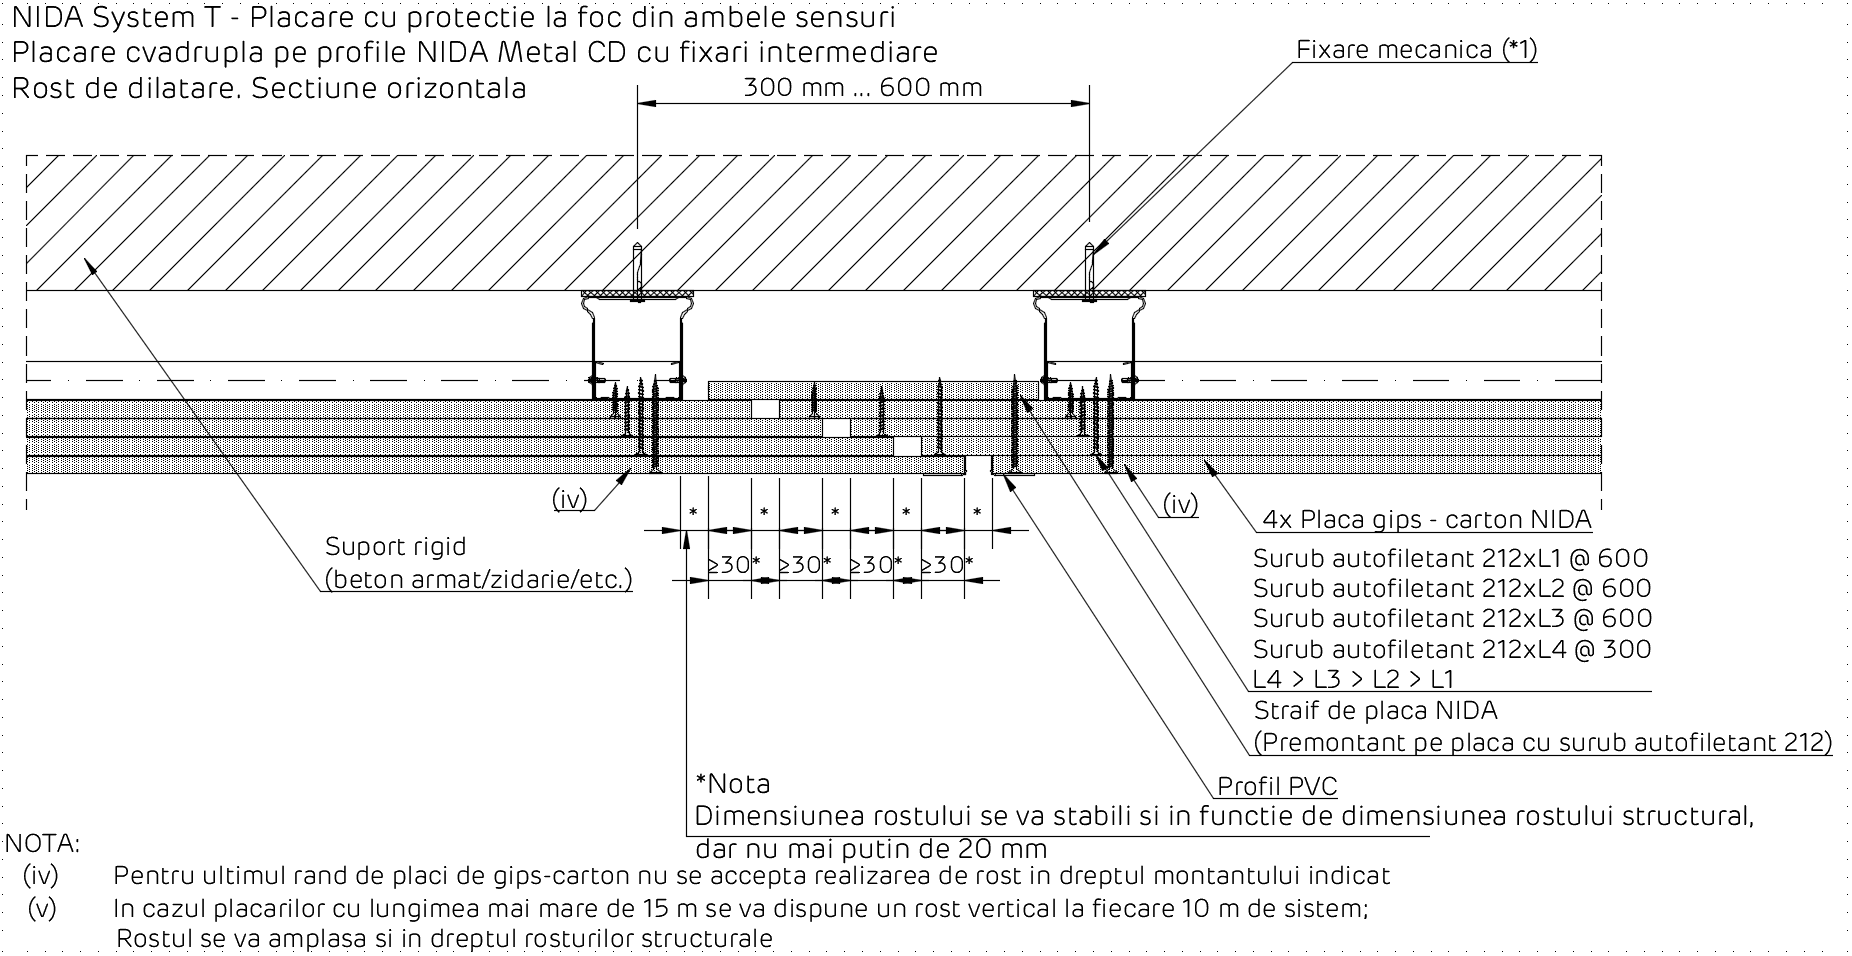 NIDA System T - Placare cu protectie la foc din ambele sensuri
Placare cvadrupla pe profile NIDA Metal CD cu fixari intermediare
Rost de dilatare. Sectiune orizontala
300 mm ... 600 mm
Fixare mecanica (*1)
(iv)
(iv)
* * * * *
≥30* ≥30* ≥30* ≥30*
Suport rigid
(beton armat/zidarie/etc.)
4x Placa gips - carton NIDA
Surub autofiletant 212xL1 @ 600
Surub autofiletant 212xL2 @ 600
Surub autofiletant 212xL3 @ 600
Surub autofiletant 212xL4 @ 300
L4 > L3 > L2 > L1
Straif de placa NIDA
(Premontant pe placa cu surub autofiletant 212)
Profil PVC
*Nota
Dimensiunea rostului se va stabili si in functie de dimensiunea rostului structural,
dar nu mai putin de 20 mm
NOTA:
(iv) Pentru ultimul rand de placi de gips-carton nu se accepta realizarea de rost in dreptul montantului indicat
(v) In cazul placarilor cu lungimea mai mare de 15 m se va dispune un rost vertical la fiecare 10 m de sistem;
Rostul se va amplasa si in dreptul rosturilor structurale